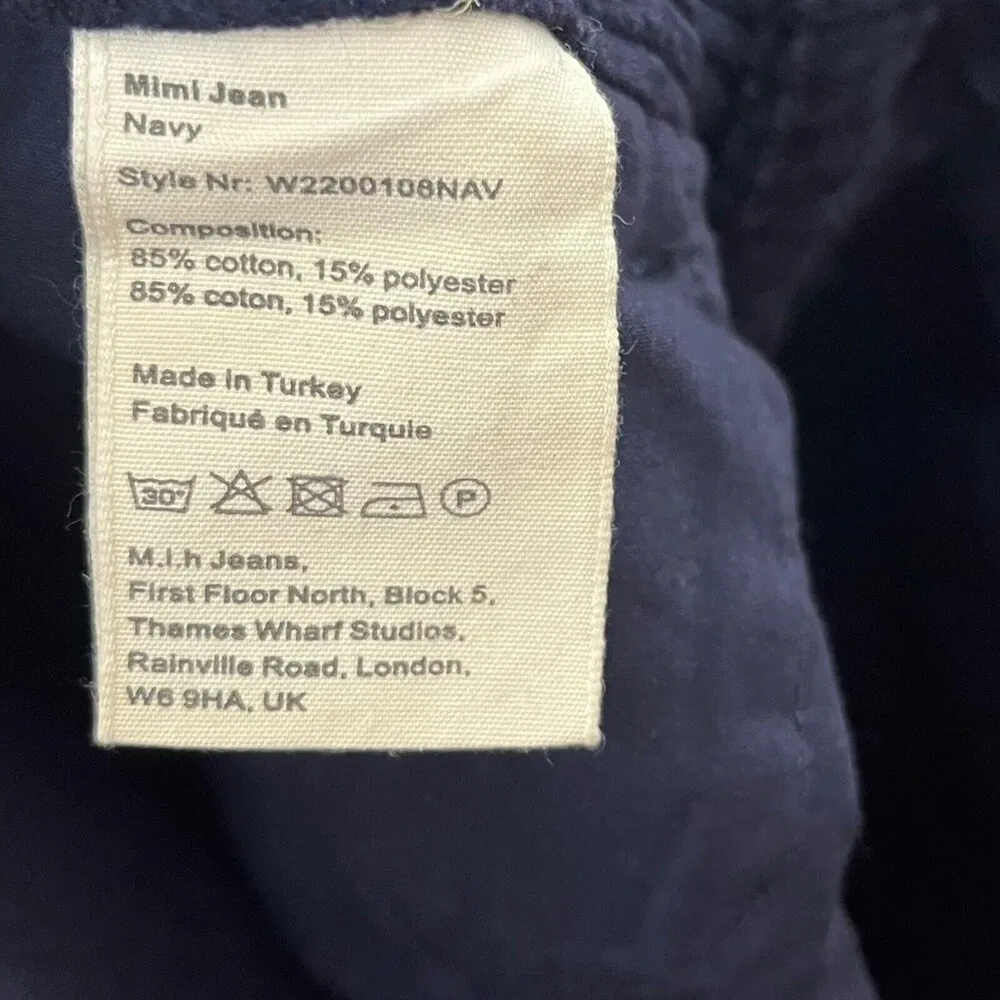 Mimi Jean
Navy
Style Nr: W2200108NAV
Composition:
85% cotton, 15% polyester
85% coton, 15% polyester
Made in Turkey
Fabriqué en Turquie
30°
P
M.i.h Jeans,
First Floor North, Block 5,
Thames Wharf Studios,
Rainville Road, London,
W6 9HA, UK